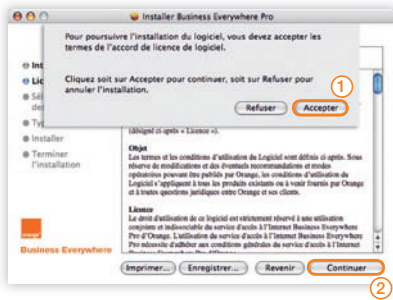 Installer Business Everywhere Pro
Pour poursuivre l'installation du logiciel, vous devez accepter les
termes de l'accord de licence de logiciel.
Cliquez soit sur Accepter pour continuer, soit sur Refuser pour
annuler l'installation.
1
Refuser
Accepter
Int
Lic
Sél
de
Typ
Installer
Terminer
l'installation
(désigné ci-après « Licence »).
Objet
Les termes et les conditions d'utilisation du Logiciel sont définis ci-après. Sous
réserve de modifications et des éventuels recommandations et modes
opératoires pouvant être publiés par Orange, les conditions d'utilisation du
Logiciel s'appliquent à tous les produits existants ou à venir fournis par Orange
et à toutes questions juridiques entre Orange et ses clients.
Licence
Le droit d'utilisation de ce logiciel est strictement réservé à une utilisation
conjointe et indissociable du service d'accès à l'Internet Business Everywhere
Pro d'Orange. L'utilisation du service d'accès à l'Internet Business Everywhere
Pro nécessite d'adhérer aux conditions générales du service d'accès à l'Internet
Business Everywhere
Imprimer...
Enregistrer...
Revenir
Continuer
2